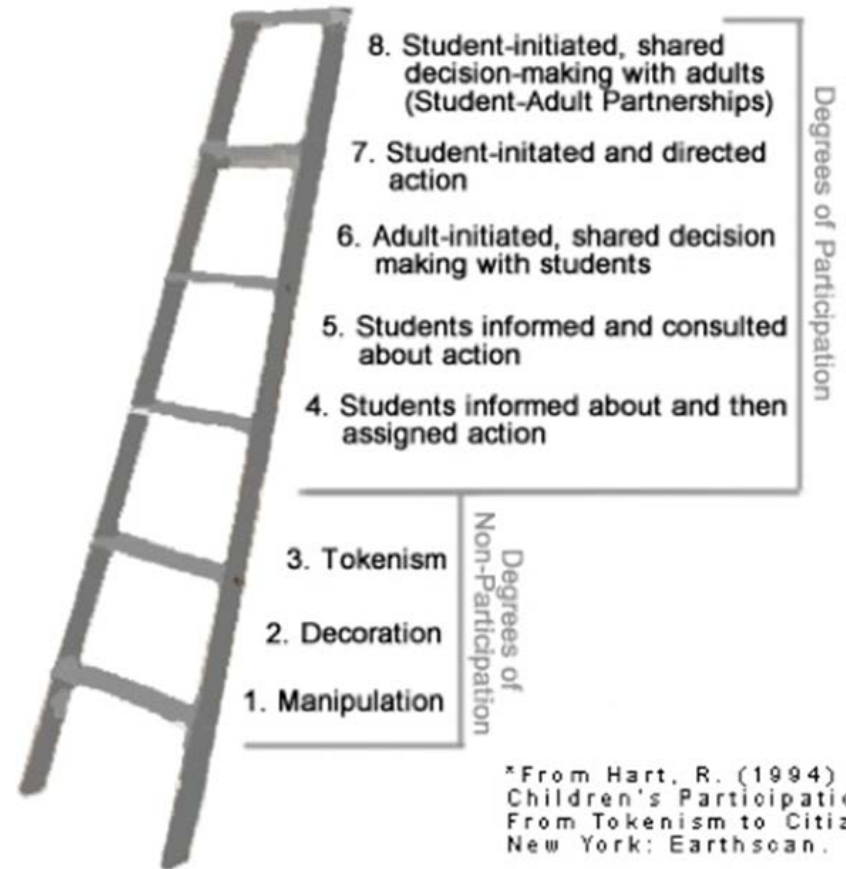 8. Student-initiated, shared
decision-making with adults
(Student-Adult Partnerships)
7. Student-initated and directed
action
6. Adult-initiated, shared decision
making with students
5. Students informed and consulted
about action
4. Students informed about and then
assigned action
Degrees of Participation
3. Tokenism
2. Decoration
1. Manipulation
Degrees of
Non-Participation
*From Hart, R. (1994)
Children's
From Tokenism to
New York: Earthscan.